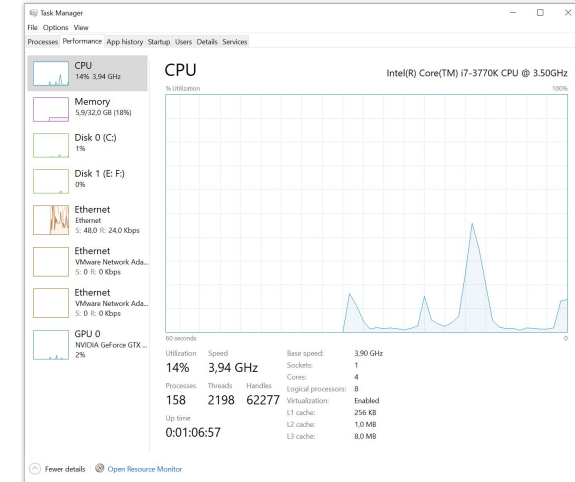 Task Manager
File Options View
Processes Performance App history Startup Users Details Services
CPU
14% 3,94 GHz
Memory
5,9/32,0 GB (18%)
Disk 0 (C:)
1%
Disk 1 (E: F:)
0%
Ethernet
Ethernet
S: 48,0 R: 24,0 Kbps
Ethernet
VMware Network Ada...
S: 0 R: 0 Kbps
Ethernet
VMware Network Ada...
S: 0 R: 0 Kbps
GPU 0
NVIDIA GeForce GTX ...
2%
CPU Intel(R) Core(TM) i7-3770K CPU @ 3.50GHz
% Utilization 100%
60 seconds 0
Utilization Speed Base speed: 3,90 GHz
14% 3,94 GHz Sockets: 1
Cores: 4
Processes Threads Handles Logical processors: 8
158 2198 62277 Virtualization: Enabled
L1 cache: 256 KB
Up time L2 cache: 1,0 MB
0:01:06:57 L3 cache: 8,0 MB
Fewer details Open Resource Monitor